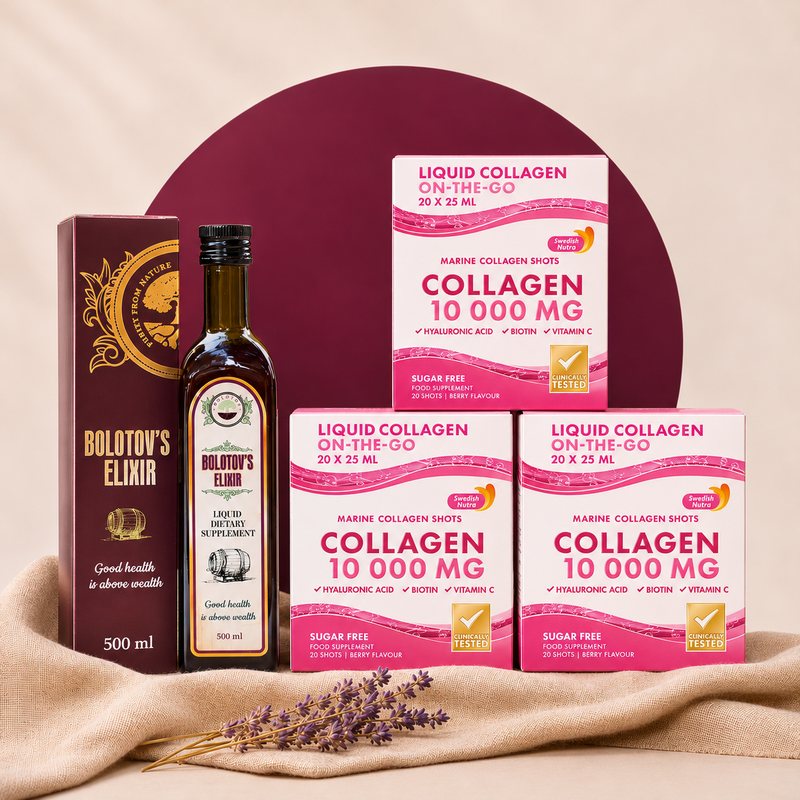 PURITY FROM NATURE
BOLOTOV'S
ELIXIR
Good health
is above wealth
500 ml
BOLOTOV'S
ELIXIR
LIQUID
DIETARY
SUPPLEMENT
Good health
is above wealth
500 ml
LIQUID COLLAGEN
ON-THE-GO
20 X 25 ML
Swedish
Nutra
MARINE COLLAGEN SHOTS
COLLAGEN
10 000 MG
✓ HYALURONIC ACID ✓ BIOTIN ✓ VITAMIN C
CLINICALLY
TESTED
SUGAR FREE
FOOD SUPPLEMENT
20 SHOTS | BERRY FLAVOUR
LIQUID COLLAGEN
ON-THE-GO
20 X 25 ML
Swedish
Nutra
MARINE COLLAGEN SHOTS
COLLAGEN
10 000 MG
✓ HYALURONIC ACID ✓ BIOTIN ✓ VITAMIN C
CLINICALLY
TESTED
SUGAR FREE
FOOD SUPPLEMENT
20 SHOTS | BERRY FLAVOUR
LIQUID COLLAGEN
ON-THE-GO
20 X 25 ML
Swedish
Nutra
MARINE COLLAGEN SHOTS
COLLAGEN
10 000 MG
✓ HYALURONIC ACID ✓ BIOTIN ✓ VITAMIN C
CLINICALLY
TESTED
SUGAR FREE
FOOD SUPPLEMENT
20 SHOTS | BERRY FLAVOUR